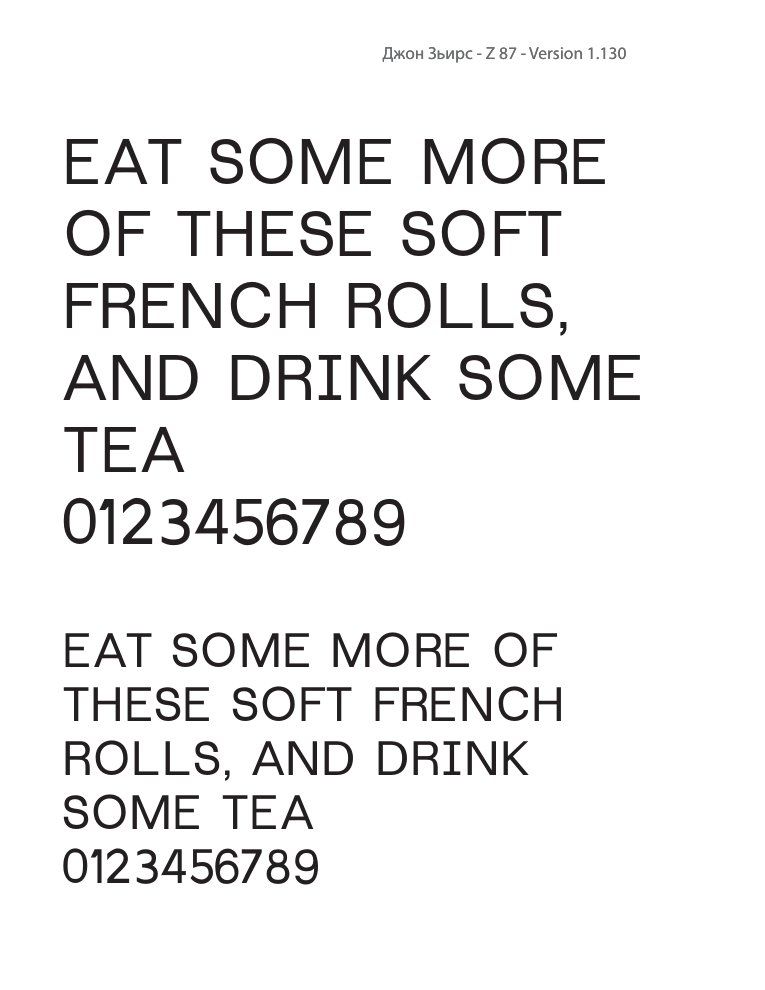 Джон Зьирс - Z 87 - Version 1.130
EAT SOME MORE
OF THESE SOFT
FRENCH ROLLS,
AND DRINK SOME
TEA
0123456789
EAT SOME MORE OF
THESE SOFT FRENCH
ROLLS, AND DRINK
SOME TEA
0123456789